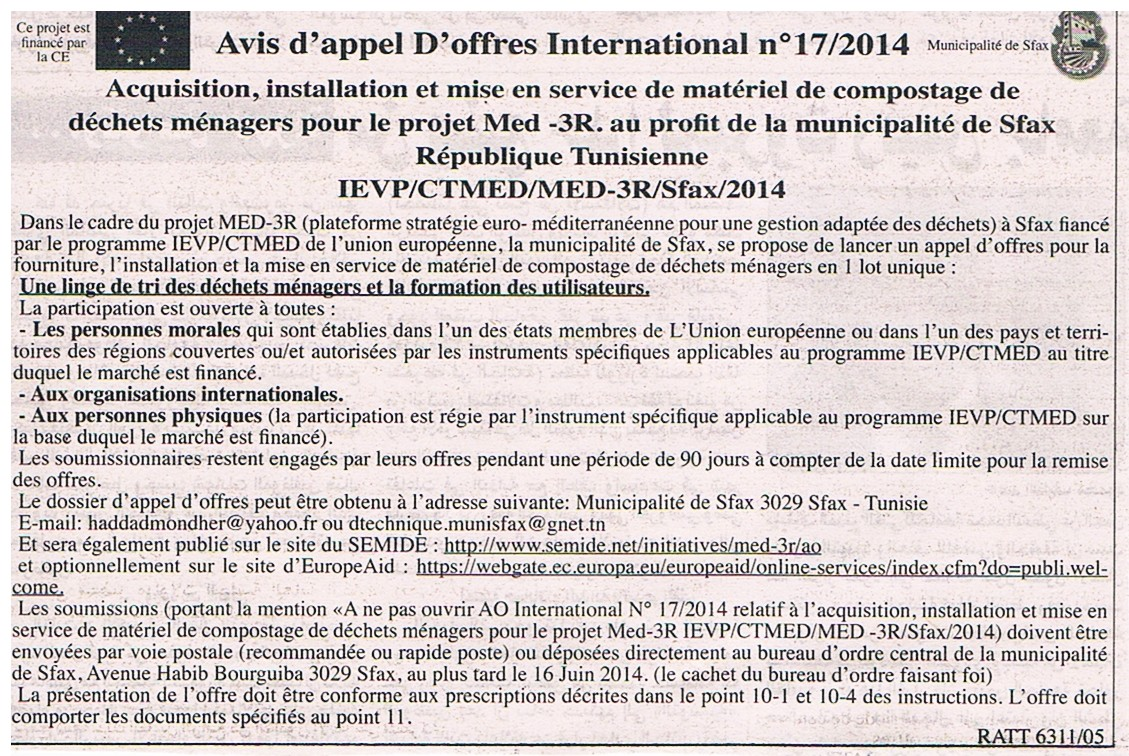 Ce projet est
financé par
la CE
Avis d'appel D'offres International n°17/2014
Municipalité de Sfax
Acquisition, installation et mise en service de matériel de compostage de
déchets ménagers pour le projet Med -3R. au profit de la municipalité de Sfax
République Tunisienne
IEVP/CTMED/MED-3R/Sfax/2014
Dans le cadre du projet MED-3R (plateforme stratégie euro- méditerranéenne pour une gestion adaptée des déchets) à Sfax fiancé
par le programme IEVP/CTMED de l'union européenne, la municipalité de Sfax, se propose de lancer un appel d'offres pour la
fourniture, l'installation et la mise en service de matériel de compostage de déchets ménagers en 1 lot unique :
Une linge de tri des déchets ménagers et la formation des utilisateurs.
La participation est ouverte à toutes :
- Les personnes morales qui sont établies dans l'un des états membres de L'Union européenne ou dans l'un des pays et terri-
toires des régions couvertes ou/et autorisées par les instruments spécifiques applicables au programme IEVP/CTMED au titre
duquel le marché est financé.
- Aux organisations internationales.
- Aux personnes physiques (la participation est régie par l'instrument spécifique applicable au programme IEVP/CTMED sur
la base duquel le marché est financé).
Les soumissionnaires restent engagés par leurs offres pendant une période de 90 jours à compter de la date limite pour la remise
des offres.
Le dossier d'appel d'offres peut être obtenu à l'adresse suivante: Municipalité de Sfax 3029 Sfax - Tunisie
E-mail: haddadmondher@yahoo.fr ou dtechnique.munisfax@gnet.tn
Et sera également publié sur le site du SEMIDE : http://www.semide.net/initiatives/med-3r/ao
et optionnellement sur le site d'EuropeAid : https://webgate.ec.europa.eu/europeaid/online-services/index.cfm?do=publi.wel-
come.
Les soumissions (portant la mention «A ne pas ouvrir AO International N° 17/2014 relatif à l'acquisition, installation et mise en
service de matériel de compostage de déchets ménagers pour le projet Med-3R IEVP/CTMED/MED -3R/Sfax/2014) doivent être
envoyées par voie postale (recommandée ou rapide poste) ou déposées directement au bureau d'ordre central de la municipalité
de Sfax, Avenue Habib Bourguiba 3029 Sfax, au plus tard le 16 Juin 2014. (le cachet du bureau d'ordre faisant foi)
La présentation de l'offre doit être conforme aux prescriptions décrites dans le point 10-1 et 10-4 des instructions. L'offre doit
comporter les documents spécifiés au point 11.
RATT 6311/05